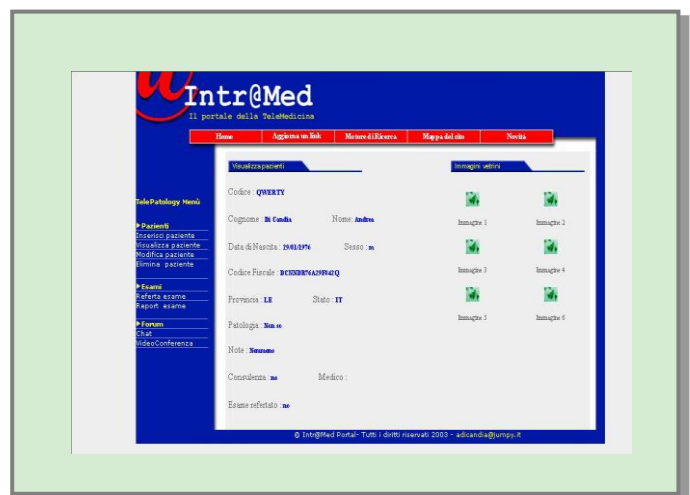 Intr@Med
Il portale della TeleMedicina
Home Aggiorna un link Motore di Ricerca Mappa del sito Novità
Visualizza pazienti Immagini vetrini
TelePatology Menù
Pazienti
Inserisci paziente
Visualizza paziente
Modifica paziente
Elimina paziente
Esami
Referta esame
Report esame
Forum
Chat
VideoConferenza
Codice : QWERTY
Cognome : Di Candia Nome: Andrea
Data di Nascita : 19/01/1976 Sesso : m
Codice Fiscale :
Provincia : LE Stato : IT
Patologia : Non so
Note : Nessuno
Consulenza : no Medico :
Esame refertato : no
Immagine 1 Immagine 2
Immagine 3 Immagine 4
Immagine 5 Immagine 6
© Intr@Med Portal- Tutti i diritti riservati 2003 - adicandia@jumpy.it